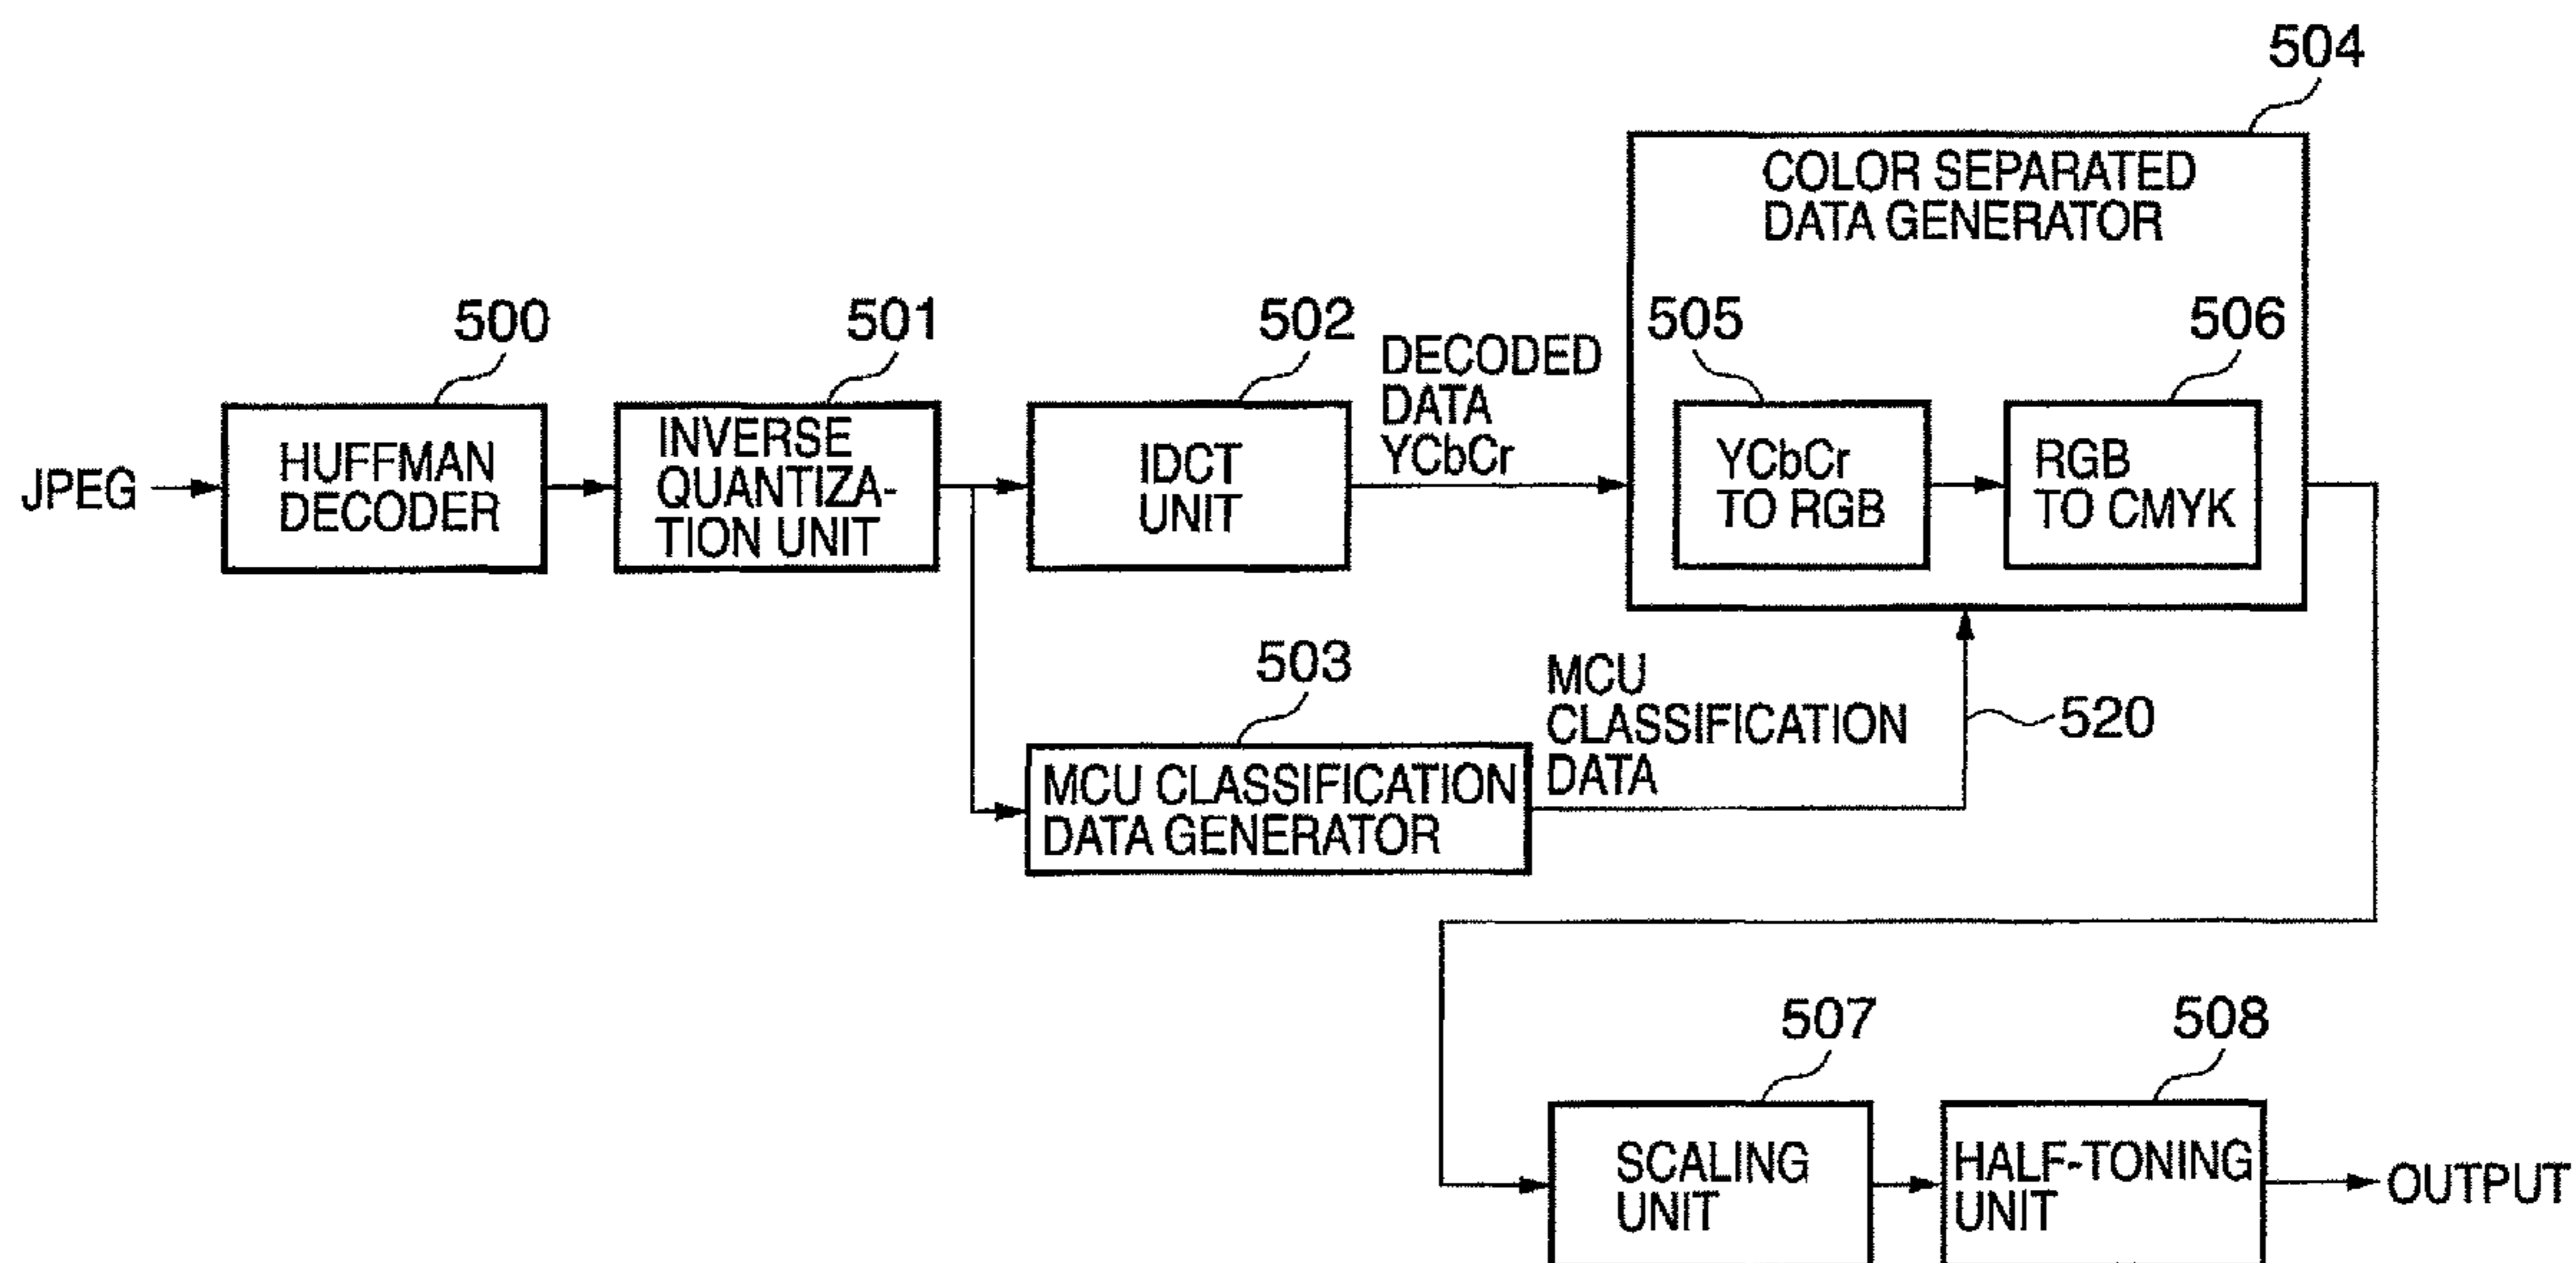 504
COLOR SEPARATED
DATA GENERATOR
500
501
502
DECODED
DATA
YCbCr
505
506
JPEG
HUFFMAN
DECODER
INVERSE
QUANTIZA-
TION UNIT
IDCT
UNIT
YCbCr
TO RGB
RGB
TO CMYK
503
MCU
CLASSIFICATION
DATA
520
MCU CLASSIFICATION
DATA GENERATOR
507
508
SCALING
UNIT
HALF-TONING
UNIT
OUTPUT